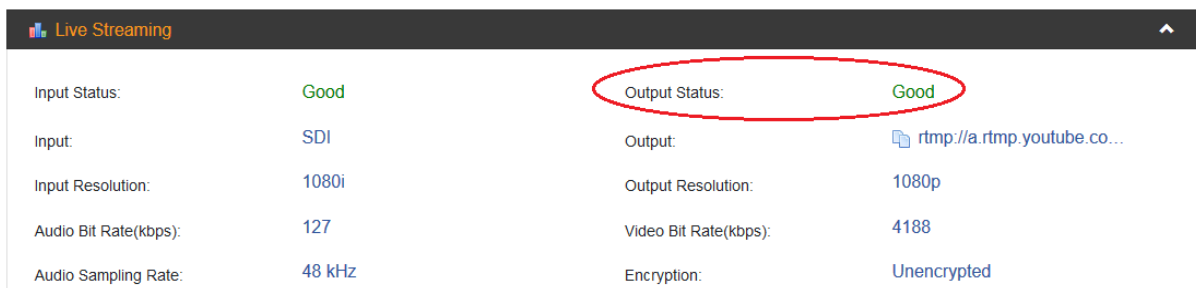 Live Streaming
Input Status: Good Output Status: Good
Input: SDI Output: rtmp://a.rtmp.youtube.co...
Input Resolution: 1080i Output Resolution: 1080p
Audio Bit Rate(kbps): 127 Video Bit Rate(kbps): 4188
Audio Sampling Rate: 48 kHz Encryption: Unencrypted